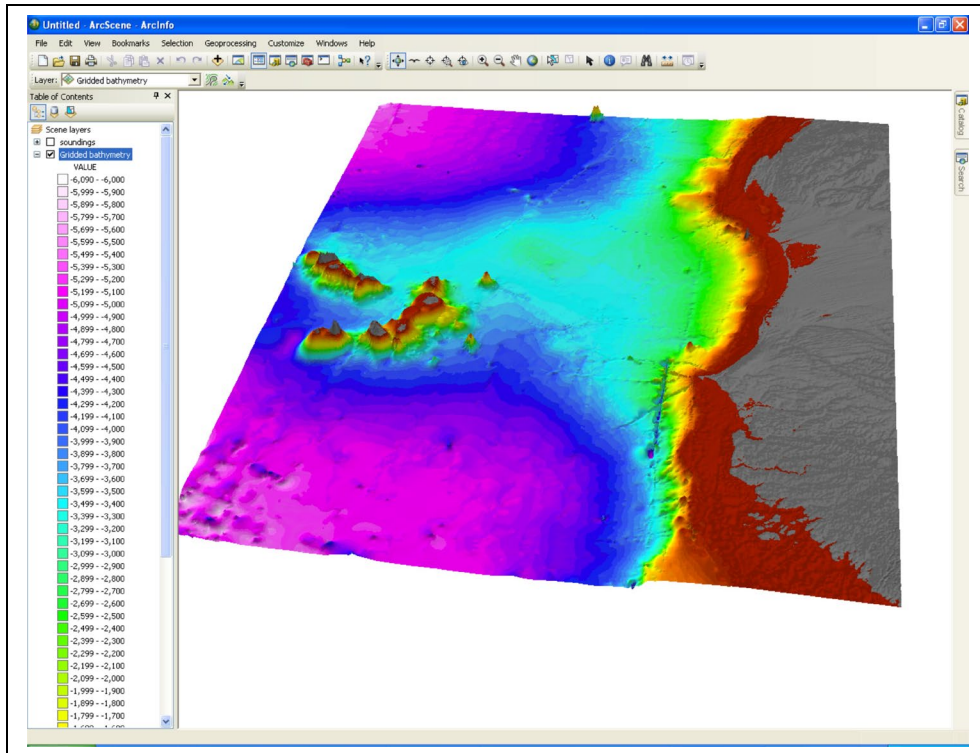 Untitled - ArcScene - ArcInfo
File Edit View Bookmarks Selection Geoprocessing Customize Windows Help
Layer: Gridded bathymetry
Table of Contents
Scene layers
soundings
Gridded bathymetry
VALUE
-6,090 - -6,000
-5,999 - -5,900
-5,899 - -5,800
-5,799 - -5,700
-5,699 - -5,600
-5,599 - -5,500
-5,499 - -5,400
-5,399 - -5,300
-5,299 - -5,200
-5,199 - -5,100
-5,099 - -5,000
-4,999 - -4,900
-4,899 - -4,800
-4,799 - -4,700
-4,699 - -4,600
-4,599 - -4,500
-4,499 - -4,400
-4,399 - -4,300
-4,299 - -4,200
-4,199 - -4,100
-4,099 - -4,000
-3,999 - -3,900
-3,899 - -3,800
-3,799 - -3,700
-3,699 - -3,600
-3,599 - -3,500
-3,499 - -3,400
-3,399 - -3,300
-3,299 - -3,200
-3,199 - -3,100
-3,099 - -3,000
-2,999 - -2,900
-2,899 - -2,800
-2,799 - -2,700
-2,699 - -2,600
-2,599 - -2,500
-2,499 - -2,400
-2,399 - -2,300
-2,299 - -2,200
-2,199 - -2,100
-2,099 - -2,000
-1,999 - -1,900
-1,899 - -1,800
-1,799 - -1,700
Catalog
Search